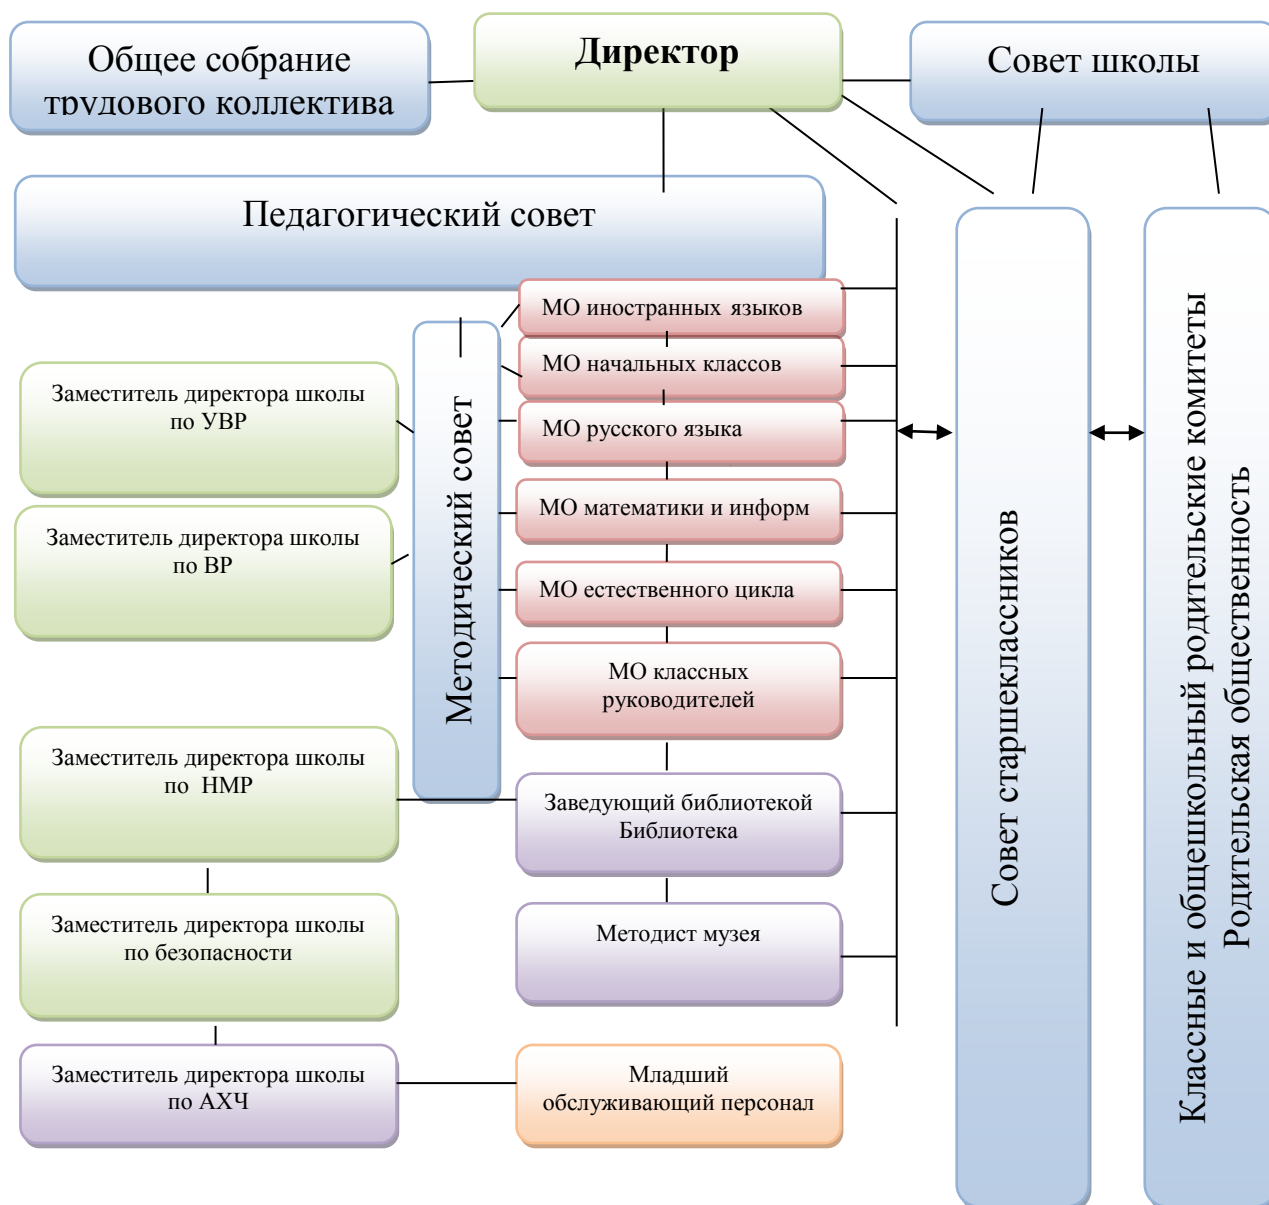 Общее собрание
трудового коллектива
Директор
Совет школы
Педагогический совет
МО иностранных языков
МО начальных классов
МО русского языка
МО математики и информ
МО естественного цикла
МО классных
руководителей
Заведующий библиотекой
Библиотека
Методист музея
Младший
обслуживающий персонал
Методический совет
Заместитель директора школы
по УВР
Заместитель директора школы
по ВР
Заместитель директора школы
по НМР
Заместитель директора школы
по безопасности
Заместитель директора школы
по АХЧ
Совет старшеклассников
Классные и общешкольный родительские комитеты
Родительская общественность